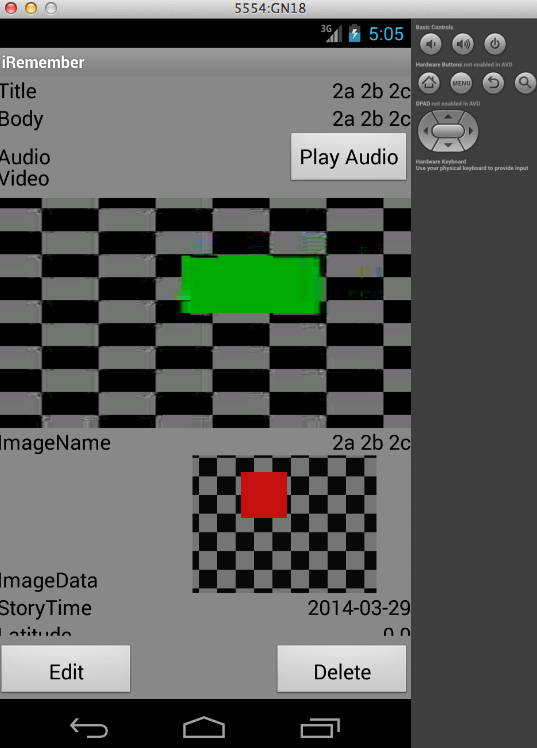 5554:GN18
3G 5:05
iRemember
Title 2a 2b 2c
Body 2a 2b 2c
Audio Play Audio
Video
ImageName 2a 2b 2c
ImageData
StoryTime 2014-03-29
Latitude 0.0
Edit Delete
Basic Controls
Hardware Buttons not enabled in AVD
MENU
DPAD not enabled in AVD
Hardware Keyboard
Use your physical keyboard to provide input